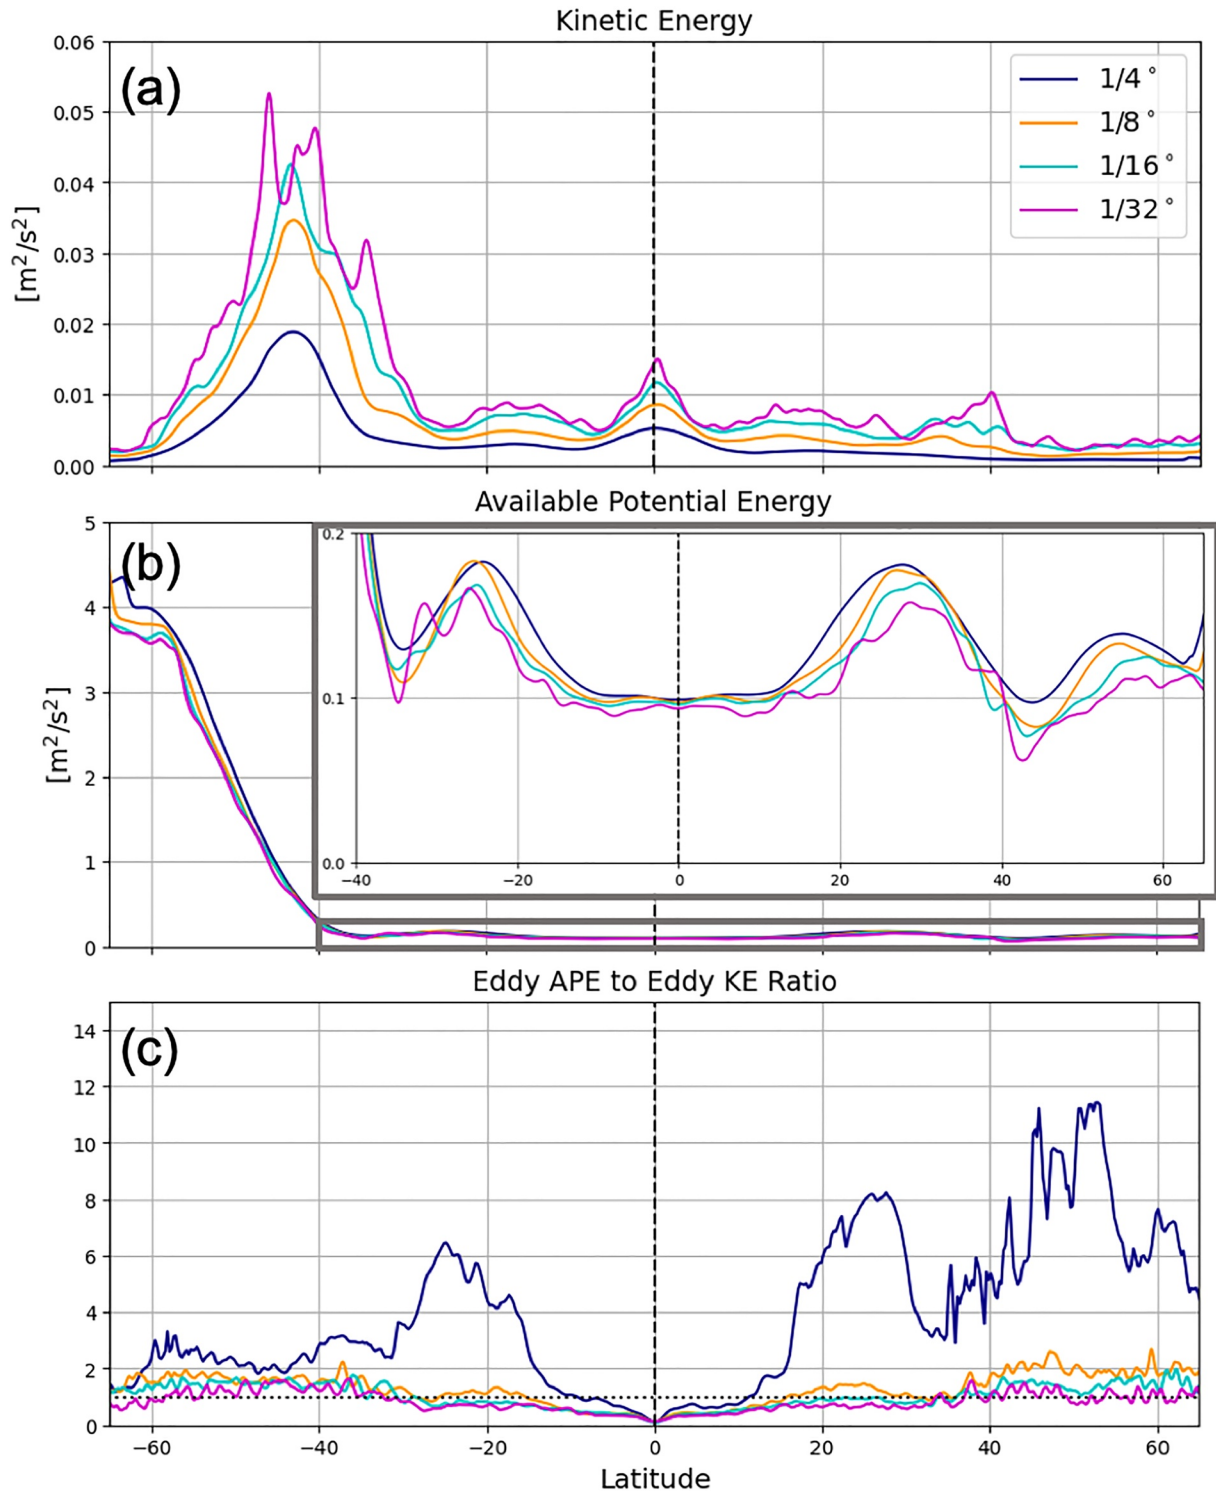 Kinetic Energy
0.06
(a)
1/4°
0.05
1/8°
0.04
1/16°
1/32°
[m²/s²]
0.03
0.02
0.01
0.00
Available Potential Energy
5
(b)
0.2
4
3
0.1
[m²/s²]
2
1
0.0
−40 −20 0 20 40 60
0
Eddy APE to Eddy KE Ratio
14
(c)
12
10
8
6
4
2
0
−60 −40 −20 0 20 40 60
Latitude